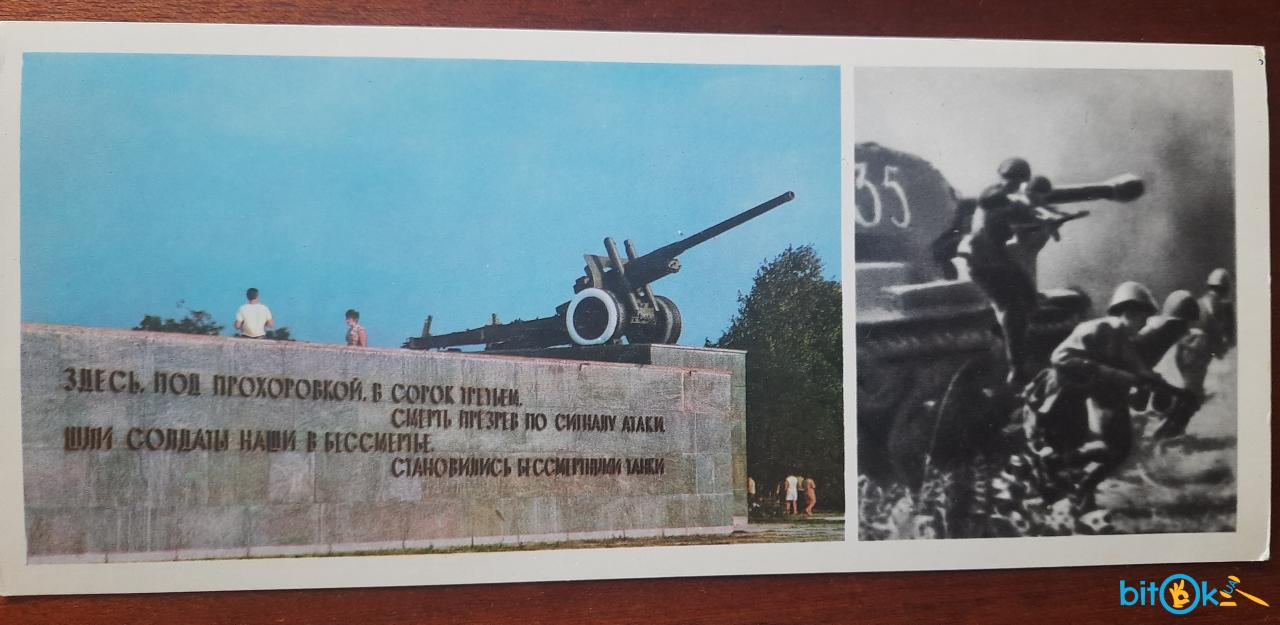 ЗДЕСЬ, ПОД ПРОХОРОВКОЙ, В СОРОК ТРЕТЬЕМ,
СМЕРТЬ ПРЕЗРЕВ ПО СИГНАЛУ АТАКИ,
ШЛИ СОЛДАТЫ НАШИ В БЕССМЕРТЬЕ,
СТАНОВИЛИСЬ БЕССМЕРТНЫМИ ТАНКИ
35
bitOk UA